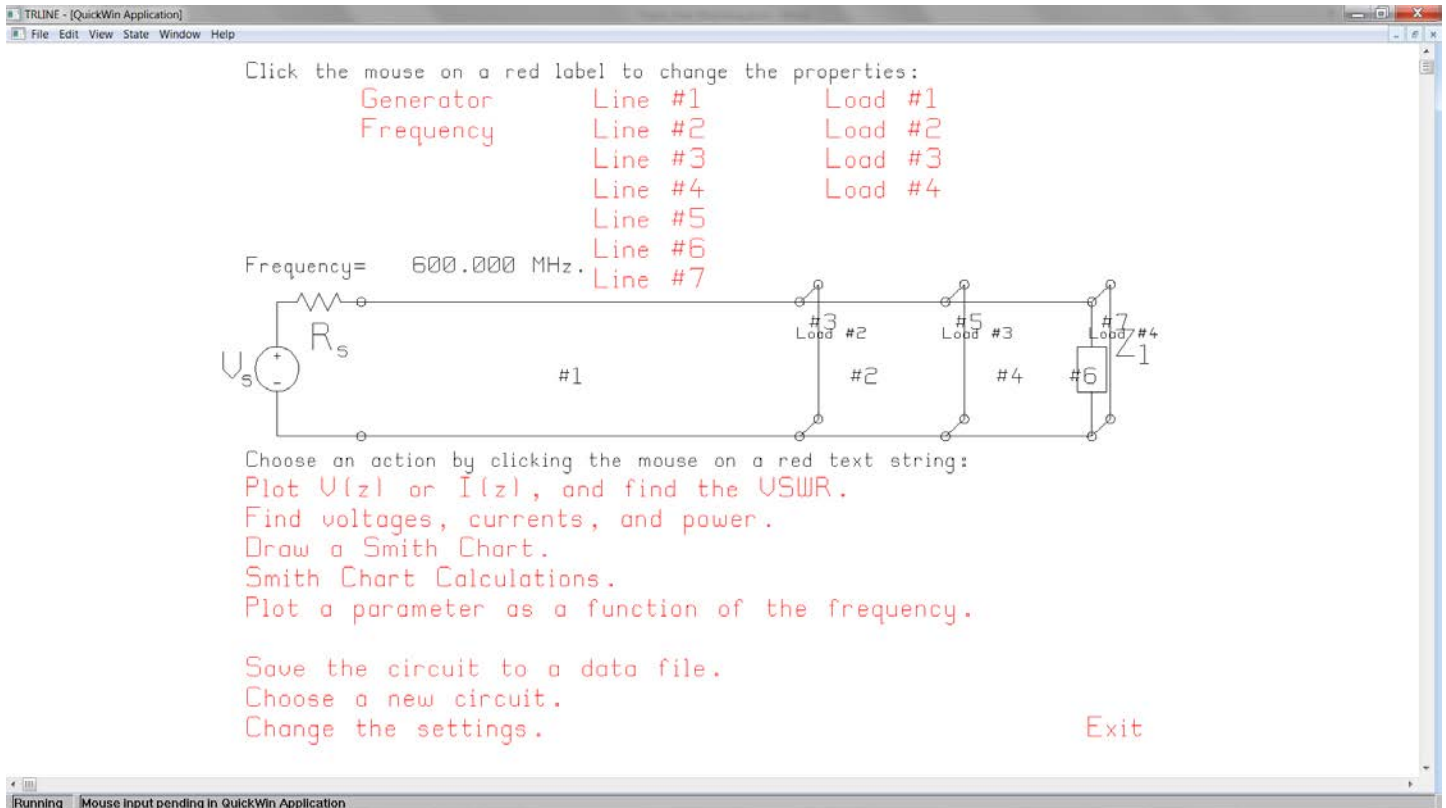 TRLINE - [QuickWin Application]
File Edit View State Window Help
Click the mouse on a red label to change the properties:
Generator Line #1 Load #1
Frequency Line #2 Load #2
Line #3 Load #3
Line #4 Load #4
Line #5
Line #6
Frequency= 600.000 MHz.
Line #7
Rs
Vs
+
-
#1
#3
Load #2
#2
#5
Load #3
#4
#7
Load #4
#6
Z1
Choose an action by clicking the mouse on a red text string:
Plot V(z) or I(z), and find the VSWR.
Find voltages, currents, and power.
Draw a Smith Chart.
Smith Chart Calculations.
Plot a parameter as a function of the frequency.
Save the circuit to a data file.
Choose a new circuit.
Change the settings. Exit
Running Mouse input pending in QuickWin Application